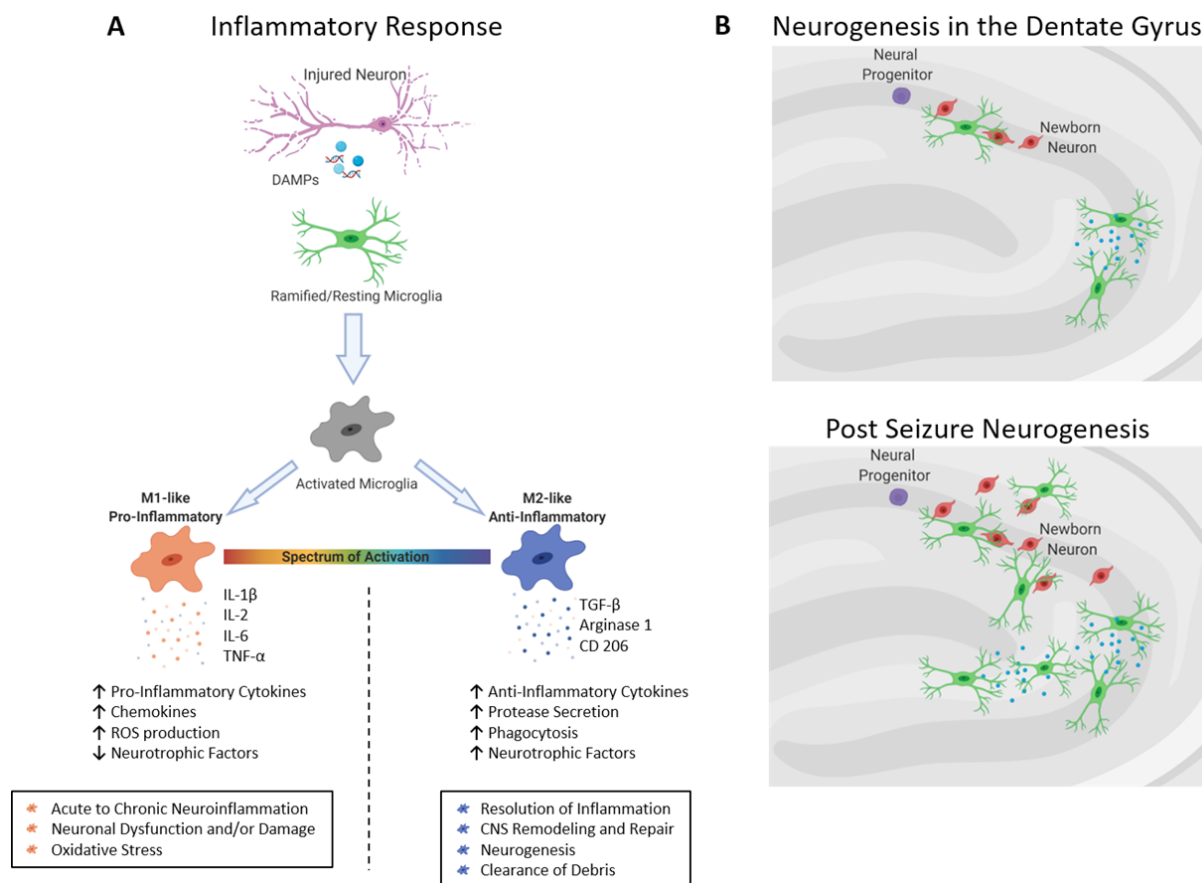 A
Inflammatory Response
Injured Neuron
DAMPs
Ramified/Resting Microglia
Activated Microglia
M1-like
Pro-Inflammatory
M2-like
Anti-Inflammatory
Spectrum of Activation
IL-1β
IL-2
IL-6
TNF-α
TGF-β
Arginase 1
CD 206
↑ Pro-Inflammatory Cytokines
↑ Chemokines
↑ ROS production
↓ Neurotrophic Factors
↑ Anti-Inflammatory Cytokines
↑ Protease Secretion
↑ Phagocytosis
↑ Neurotrophic Factors
Acute to Chronic Neuroinflammation
Neuronal Dysfunction and/or Damage
Oxidative Stress
Resolution of Inflammation
CNS Remodeling and Repair
Neurogenesis
Clearance of Debris
B
Neurogenesis in the Dentate Gyrus
Neural
Progenitor
Newborn
Neuron
Post Seizure Neurogenesis
Neural
Progenitor
Newborn
Neuron